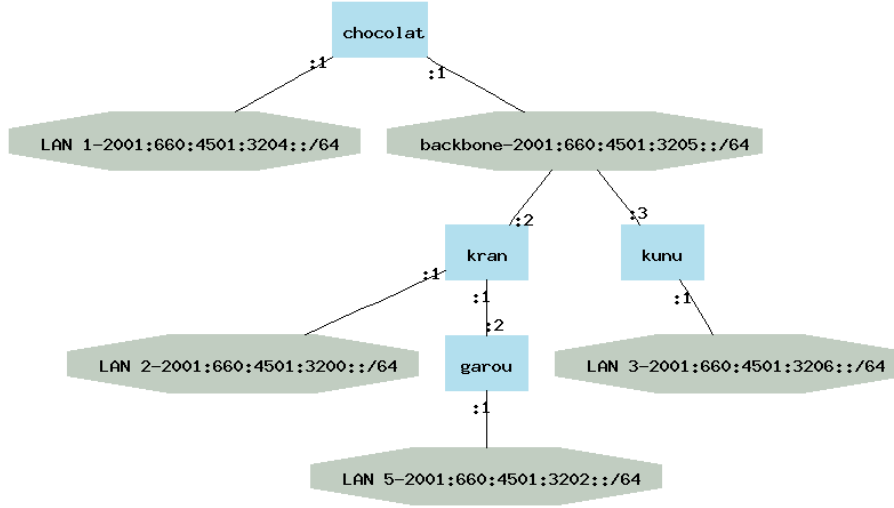 chocolat
:1
:1
LAN 1-2001:660:4501:3204::/64
backbone-2001:660:4501:3205::/64
:2
:3
kran
kunu
:1
:1
:1
:2
LAN 2-2001:660:4501:3200::/64
garou
LAN 3-2001:660:4501:3206::/64
:1
LAN 5-2001:660:4501:3202::/64